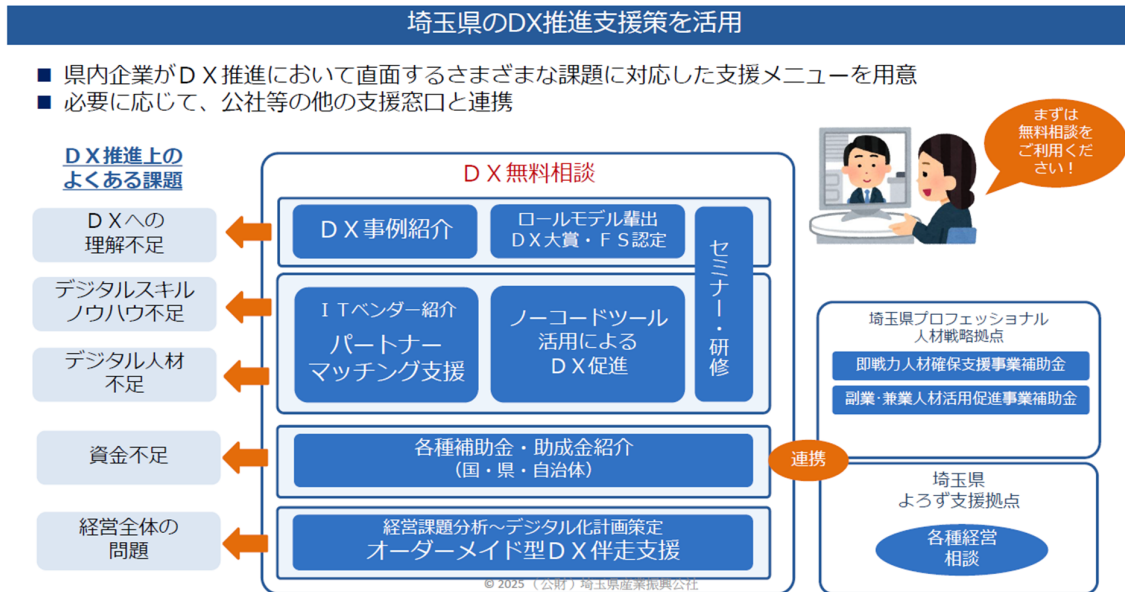 埼玉県のDX推進支援策を活用
■ 県内企業がＤＸ推進において直面するさまざまな課題に対応した支援メニューを用意
■ 必要に応じて、公社等の他の支援窓口と連携
まずは
無料相談を
ご利用くだ
さい！
ＤＸ推進上の
よくある課題
ＤＸへの
理解不足
デジタルスキル
ノウハウ不足
デジタル人材
不足
資金不足
経営全体の
問題
ＤＸ無料相談
ＤＸ事例紹介
ロールモデル輩出
ＤＸ大賞・ＦＳ認定
セミナー・研修
ＩＴベンダー紹介
パートナー
マッチング支援
ノーコードツール
活用による
ＤＸ促進
各種補助金・助成金紹介
（国・県・自治体）
経営課題分析～デジタル化計画策定
オーダーメイド型ＤＸ伴走支援
連携
埼玉県プロフェッショナル
人材戦略拠点
即戦力人材確保支援事業補助金
副業･兼業人材活用促進事業補助金
埼玉県
よろず支援拠点
各種経営
相談
© 2025 （公財）埼玉県産業振興公社